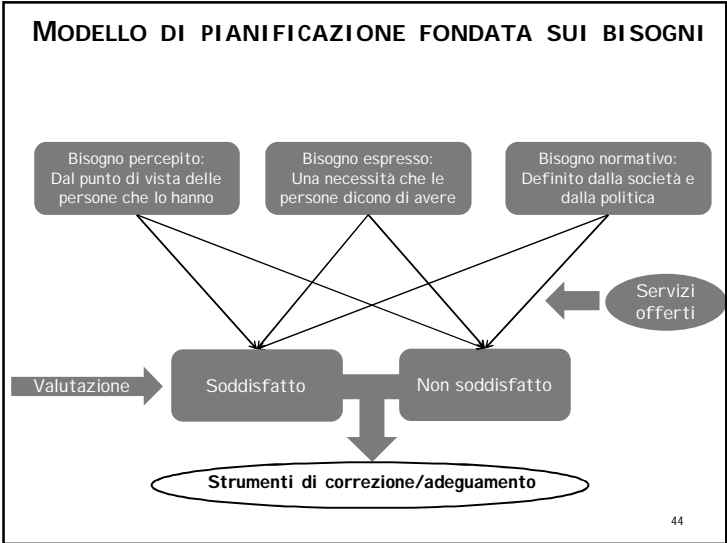 MODELLO DI PIANIFICAZIONE FONDATA SUI BISOGNI
Bisogno percepito:
Dal punto di vista delle
persone che lo hanno
Bisogno espresso:
Una necessità che le
persone dicono di avere
Bisogno normativo:
Definito dalla società e
dalla politica
Servizi
offerti
Valutazione
Soddisfatto
Non soddisfatto
Strumenti di correzione/adeguamento
44